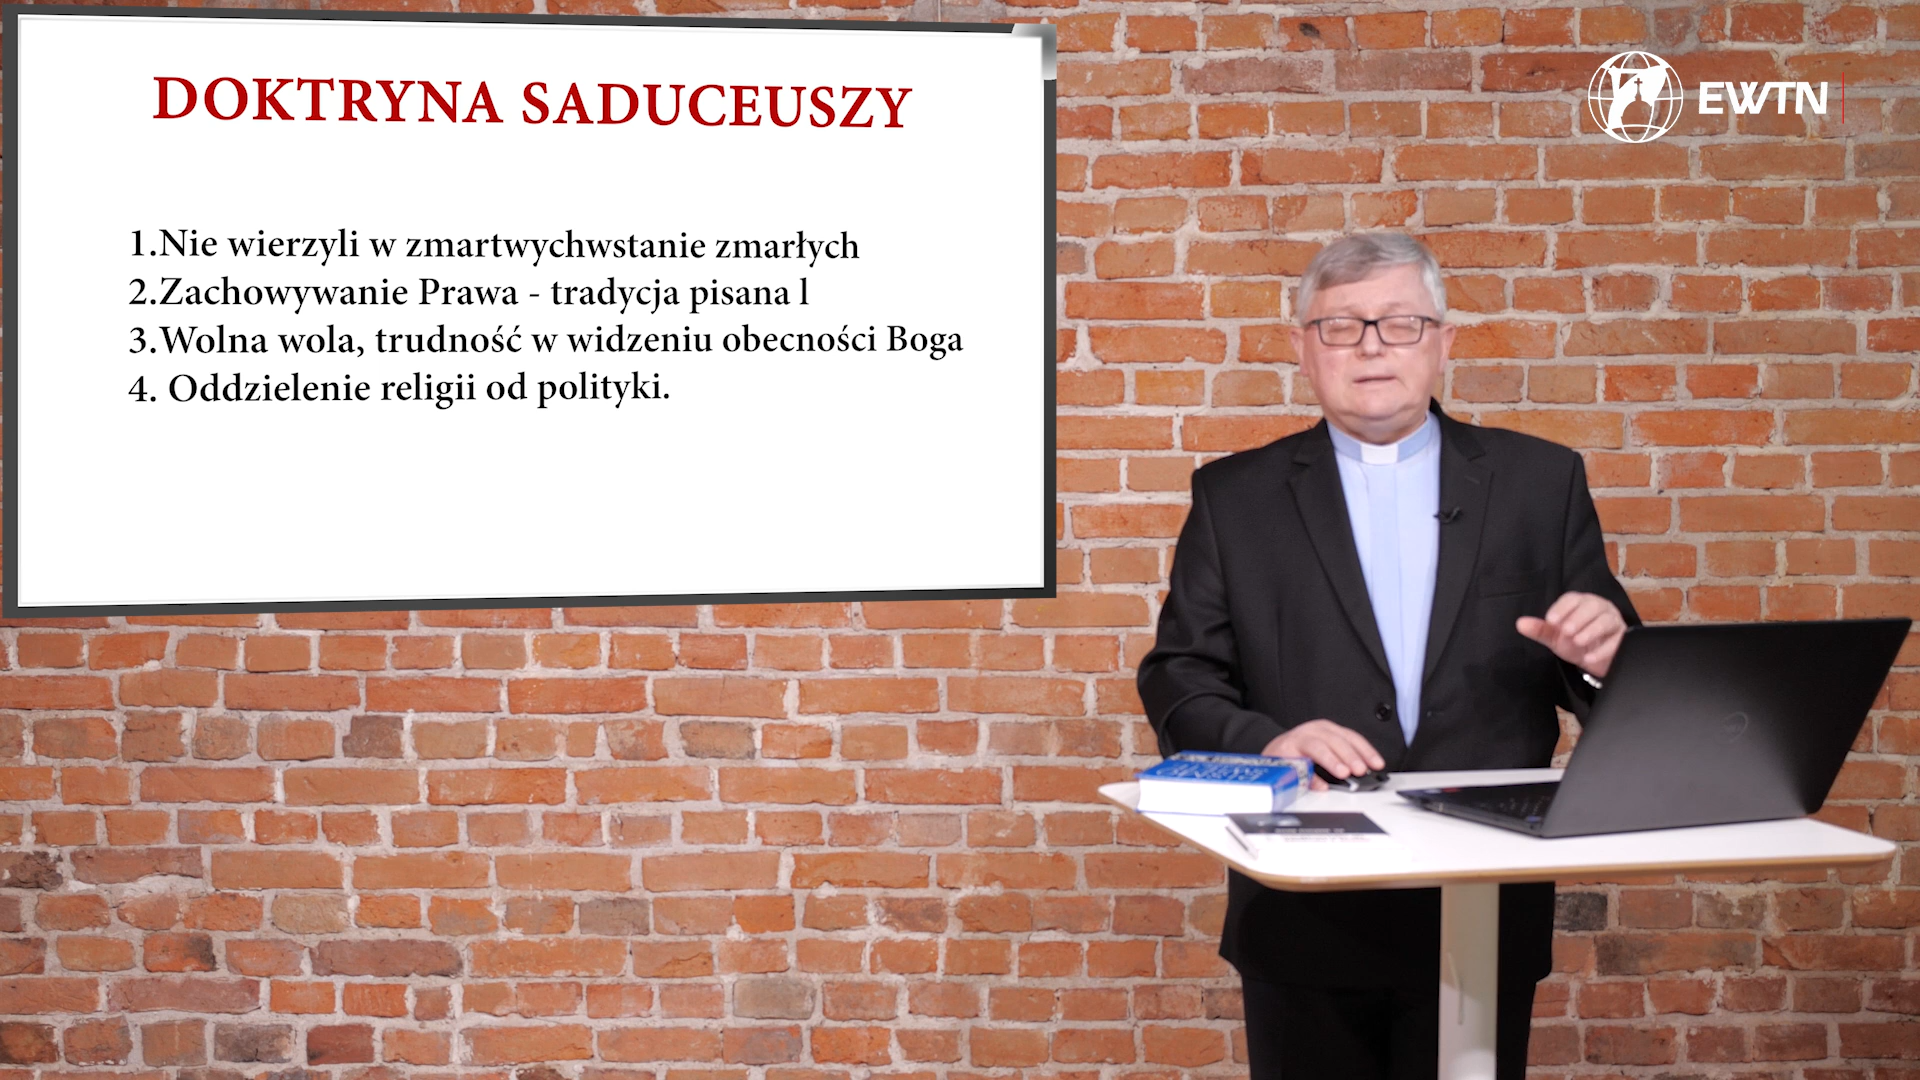 DOKTRYNA SADUCEUSZY
1.Nie wierzyli w zmartwychwstanie zmarłych
2.Zachowywanie Prawa - tradycja pisana l
3.Wolna wola, trudność w widzeniu obecności Boga
4. Oddzielenie religii od polityki.
EWTN